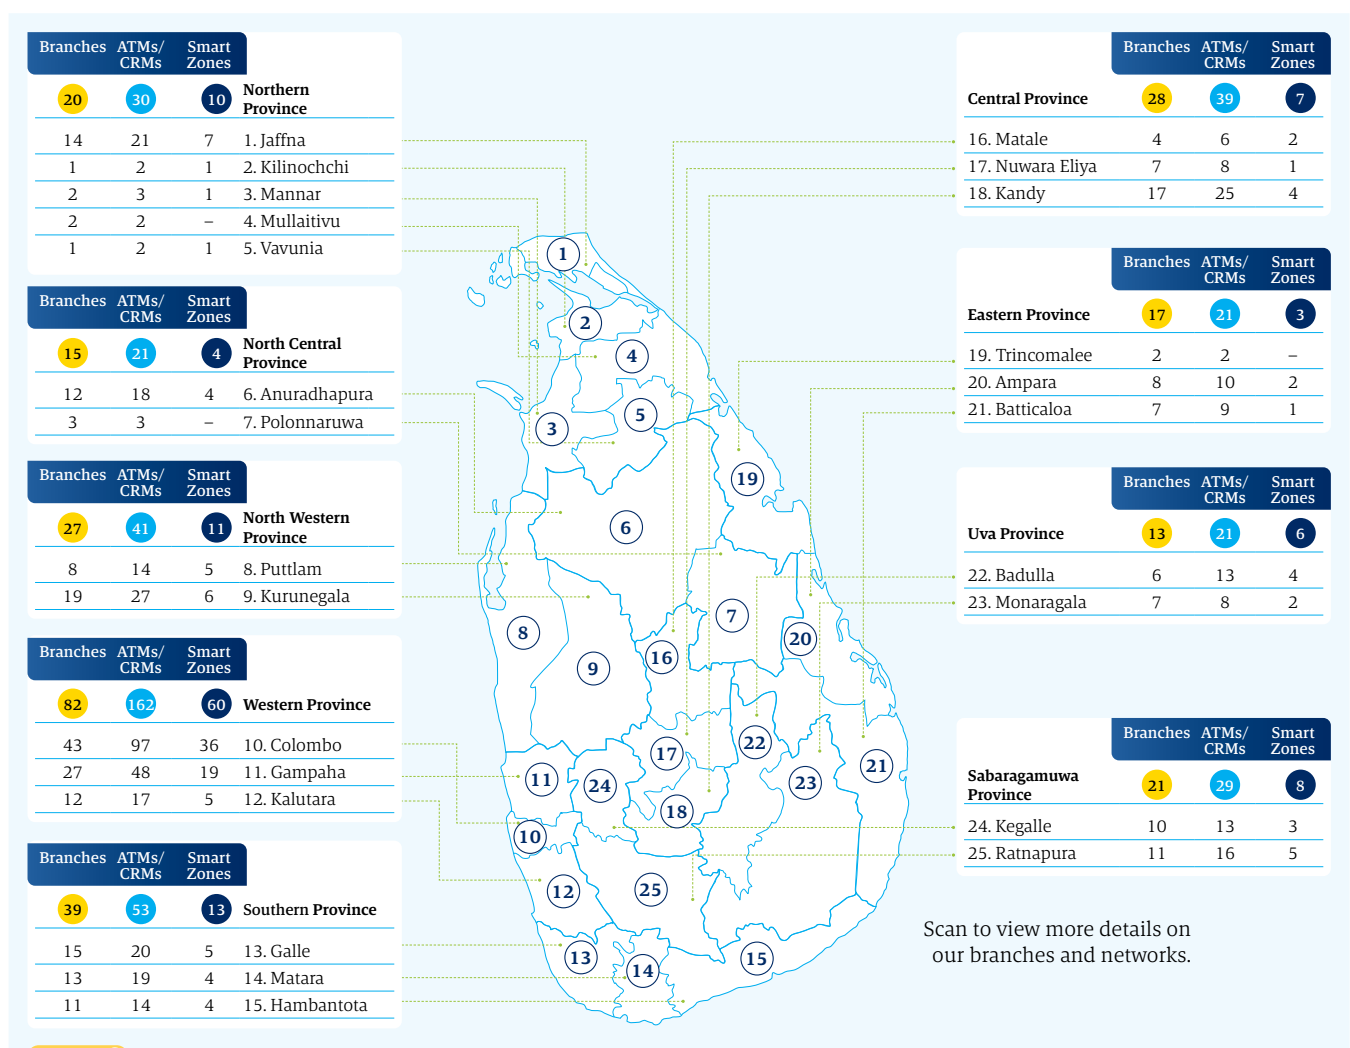 Branches ATMs/ Smart
CRMs Zones
20 30 10 Northern
Province
14 21 7 1. Jaffna
1 2 1 2. Kilinochchi
2 3 1 3. Mannar
2 2 – 4. Mullaitivu
1 2 1 5. Vavunia
Branches ATMs/ Smart
CRMs Zones
15 21 4 North Central
Province
12 18 4 6. Anuradhapura
3 3 – 7. Polonnaruwa
Branches ATMs/ Smart
CRMs Zones
27 41 11 North Western
Province
8 14 5 8. Puttlam
19 27 6 9. Kurunegala
Branches ATMs/ Smart
CRMs Zones
82 162 60 Western Province
43 97 36 10. Colombo
27 48 19 11. Gampaha
12 17 5 12. Kalutara
Branches ATMs/ Smart
CRMs Zones
39 53 13 Southern Province
15 20 5 13. Galle
13 19 4 14. Matara
11 14 4 15. Hambantota
1
2
4
5
3
19
6
7
8
20
16
9
22
17
21
11
24
23
18
10
25
12
13
15
14
Branches ATMs/ Smart
CRMs Zones
Central Province 28 39 7
16. Matale 4 6 2
17. Nuwara Eliya 7 8 1
18. Kandy 17 25 4
Branches ATMs/ Smart
CRMs Zones
Eastern Province 17 21 3
19. Trincomalee 2 2 –
20. Ampara 8 10 2
21. Batticaloa 7 9 1
Branches ATMs/ Smart
CRMs Zones
Uva Province 13 21 6
22. Badulla 6 13 4
23. Monaragala 7 8 2
Branches ATMs/ Smart
CRMs Zones
Sabaragamuwa
Province 21 29 8
24. Kegalle 10 13 3
25. Ratnapura 11 16 5
Scan to view more details on
our branches and networks.